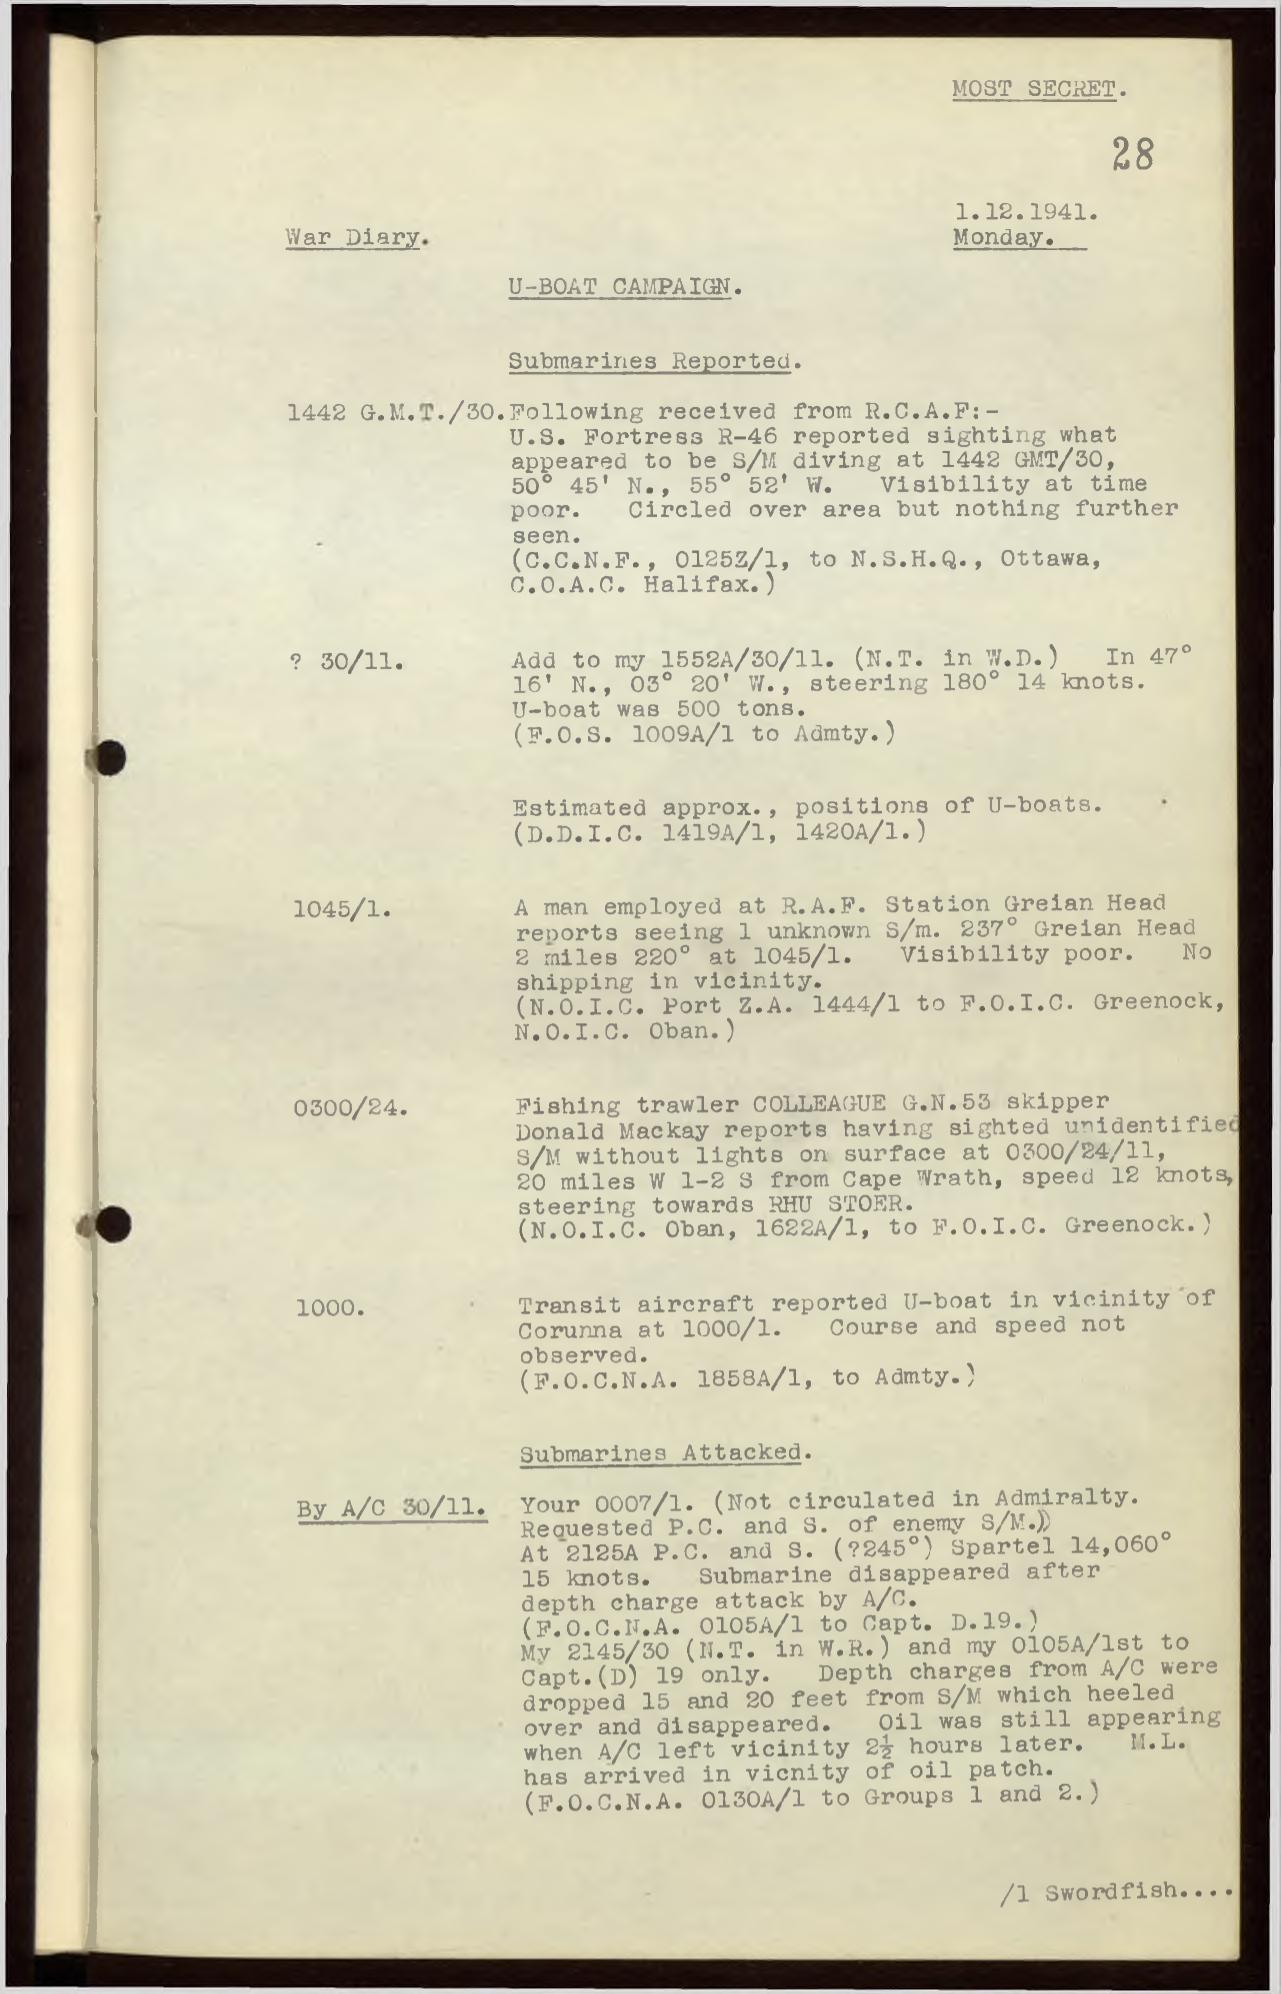 MOST SECRET.
28
1.12.1941.
War Diary.
Monday.
U-BOAT CAMPAIGN.
Submarines Reported.
1442 G.M.T./30. Following received from R.C.A.F:-
U.S. Fortress R-46 reported sighting what
appeared to be S/M diving at 1442 GMT/30,
50° 45' N., 55° 52' W. Visibility at time
poor. Circled over area but nothing further
seen.
(C.C.N.F., 0125Z/1, to N.S.H.Q., Ottawa,
C.O.A.C. Halifax.)
? 30/11. Add to my 1552A/30/11. (N.T. in W.D.) In 47°
16' N., 03° 20' W., steering 180° 14 knots.
U-boat was 500 tons.
(F.O.S. 1009A/1 to Admty.)
Estimated approx., positions of U-boats.
(D.D.I.C. 1419A/1, 1420A/1.)
1045/1. A man employed at R.A.F. Station Greian Head
reports seeing 1 unknown S/m. 237° Greian Head
2 miles 220° at 1045/1. Visibility poor. No
shipping in vicinity.
(N.O.I.C. Port Z.A. 1444/1 to F.O.I.C. Greenock,
N.O.I.C. Oban.)
0300/24. Fishing trawler COLLEAGUE G.N.53 skipper
Donald Mackay reports having sighted unidentified
S/M without lights on surface at 0300/24/11,
20 miles W 1-2 S from Cape Wrath, speed 12 knots,
steering towards RHU STOER.
(N.O.I.C. Oban, 1622A/1, to F.O.I.C. Greenock.)
1000. Transit aircraft reported U-boat in vicinity of
Corunna at 1000/1. Course and speed not
observed.
(F.O.C.N.A. 1858A/1, to Admty.)
Submarines Attacked.
By A/C 30/11. Your 0007/1. (Not circulated in Admiralty.
Requested P.C. and S. of enemy S/M.))
At 2125A P.C. and S. (?245°) Spartel 14,060°
15 knots. Submarine disappeared after
depth charge attack by A/C.
(F.O.C.N.A. 0105A/1 to Capt. D.19.)
My 2145/30 (N.T. in W.R.) and my 0105A/1st to
Capt.(D) 19 only. Depth charges from A/C were
dropped 15 and 20 feet from S/M which heeled
over and disappeared. Oil was still appearing
when A/C left vicinity 2½ hours later. M.L.
has arrived in vicnity of oil patch.
(F.O.C.N.A. 0130A/1 to Groups 1 and 2.)
/1 Swordfish....